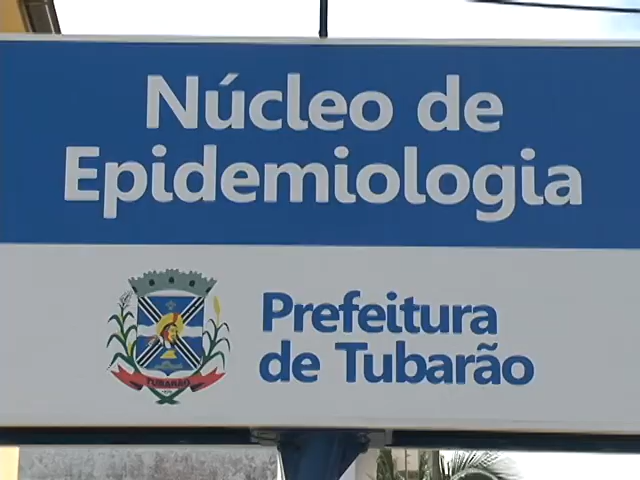 Núcleo de
Epidemiologia
Prefeitura
de Tubarão
TUBARÃO